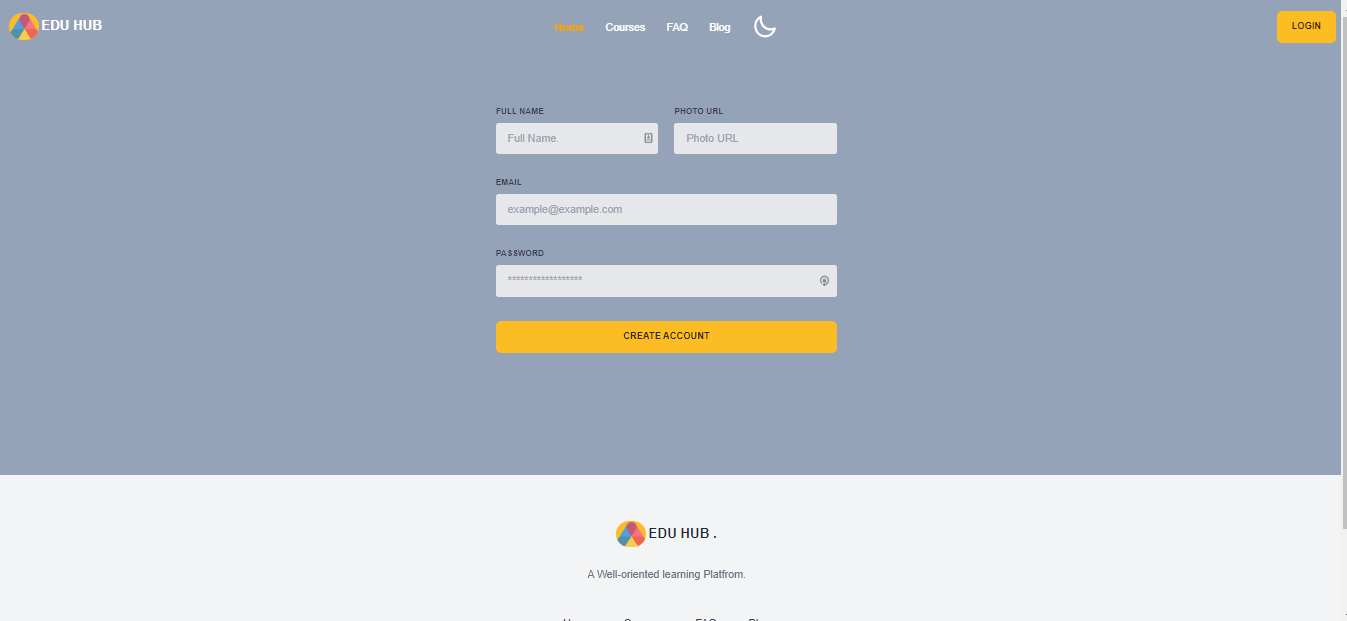 EDU HUB
Home Courses FAQ Blog
LOGIN
FULL NAME PHOTO URL
Full Name. Photo URL
EMAIL
example@example.com
PASSWORD
******************
CREATE ACCOUNT
EDU HUB .
A Well-oriented learning Platfrom.
FAQ